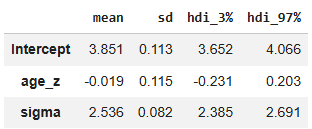 mean sd hdi_3% hdi_97%
Intercept 3.851 0.113 3.652 4.066
age_z -0.019 0.115 -0.231 0.203
sigma 2.536 0.082 2.385 2.691